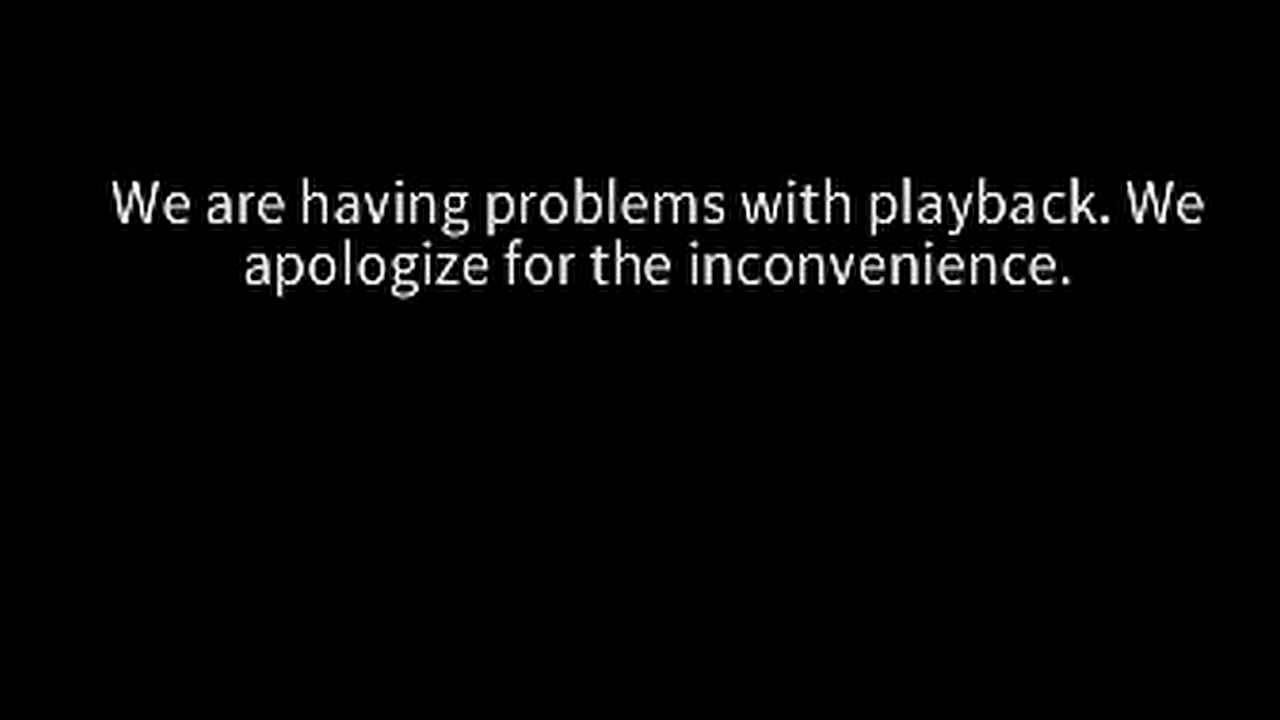 We are having problems with playback. We
apologize for the inconvenience.